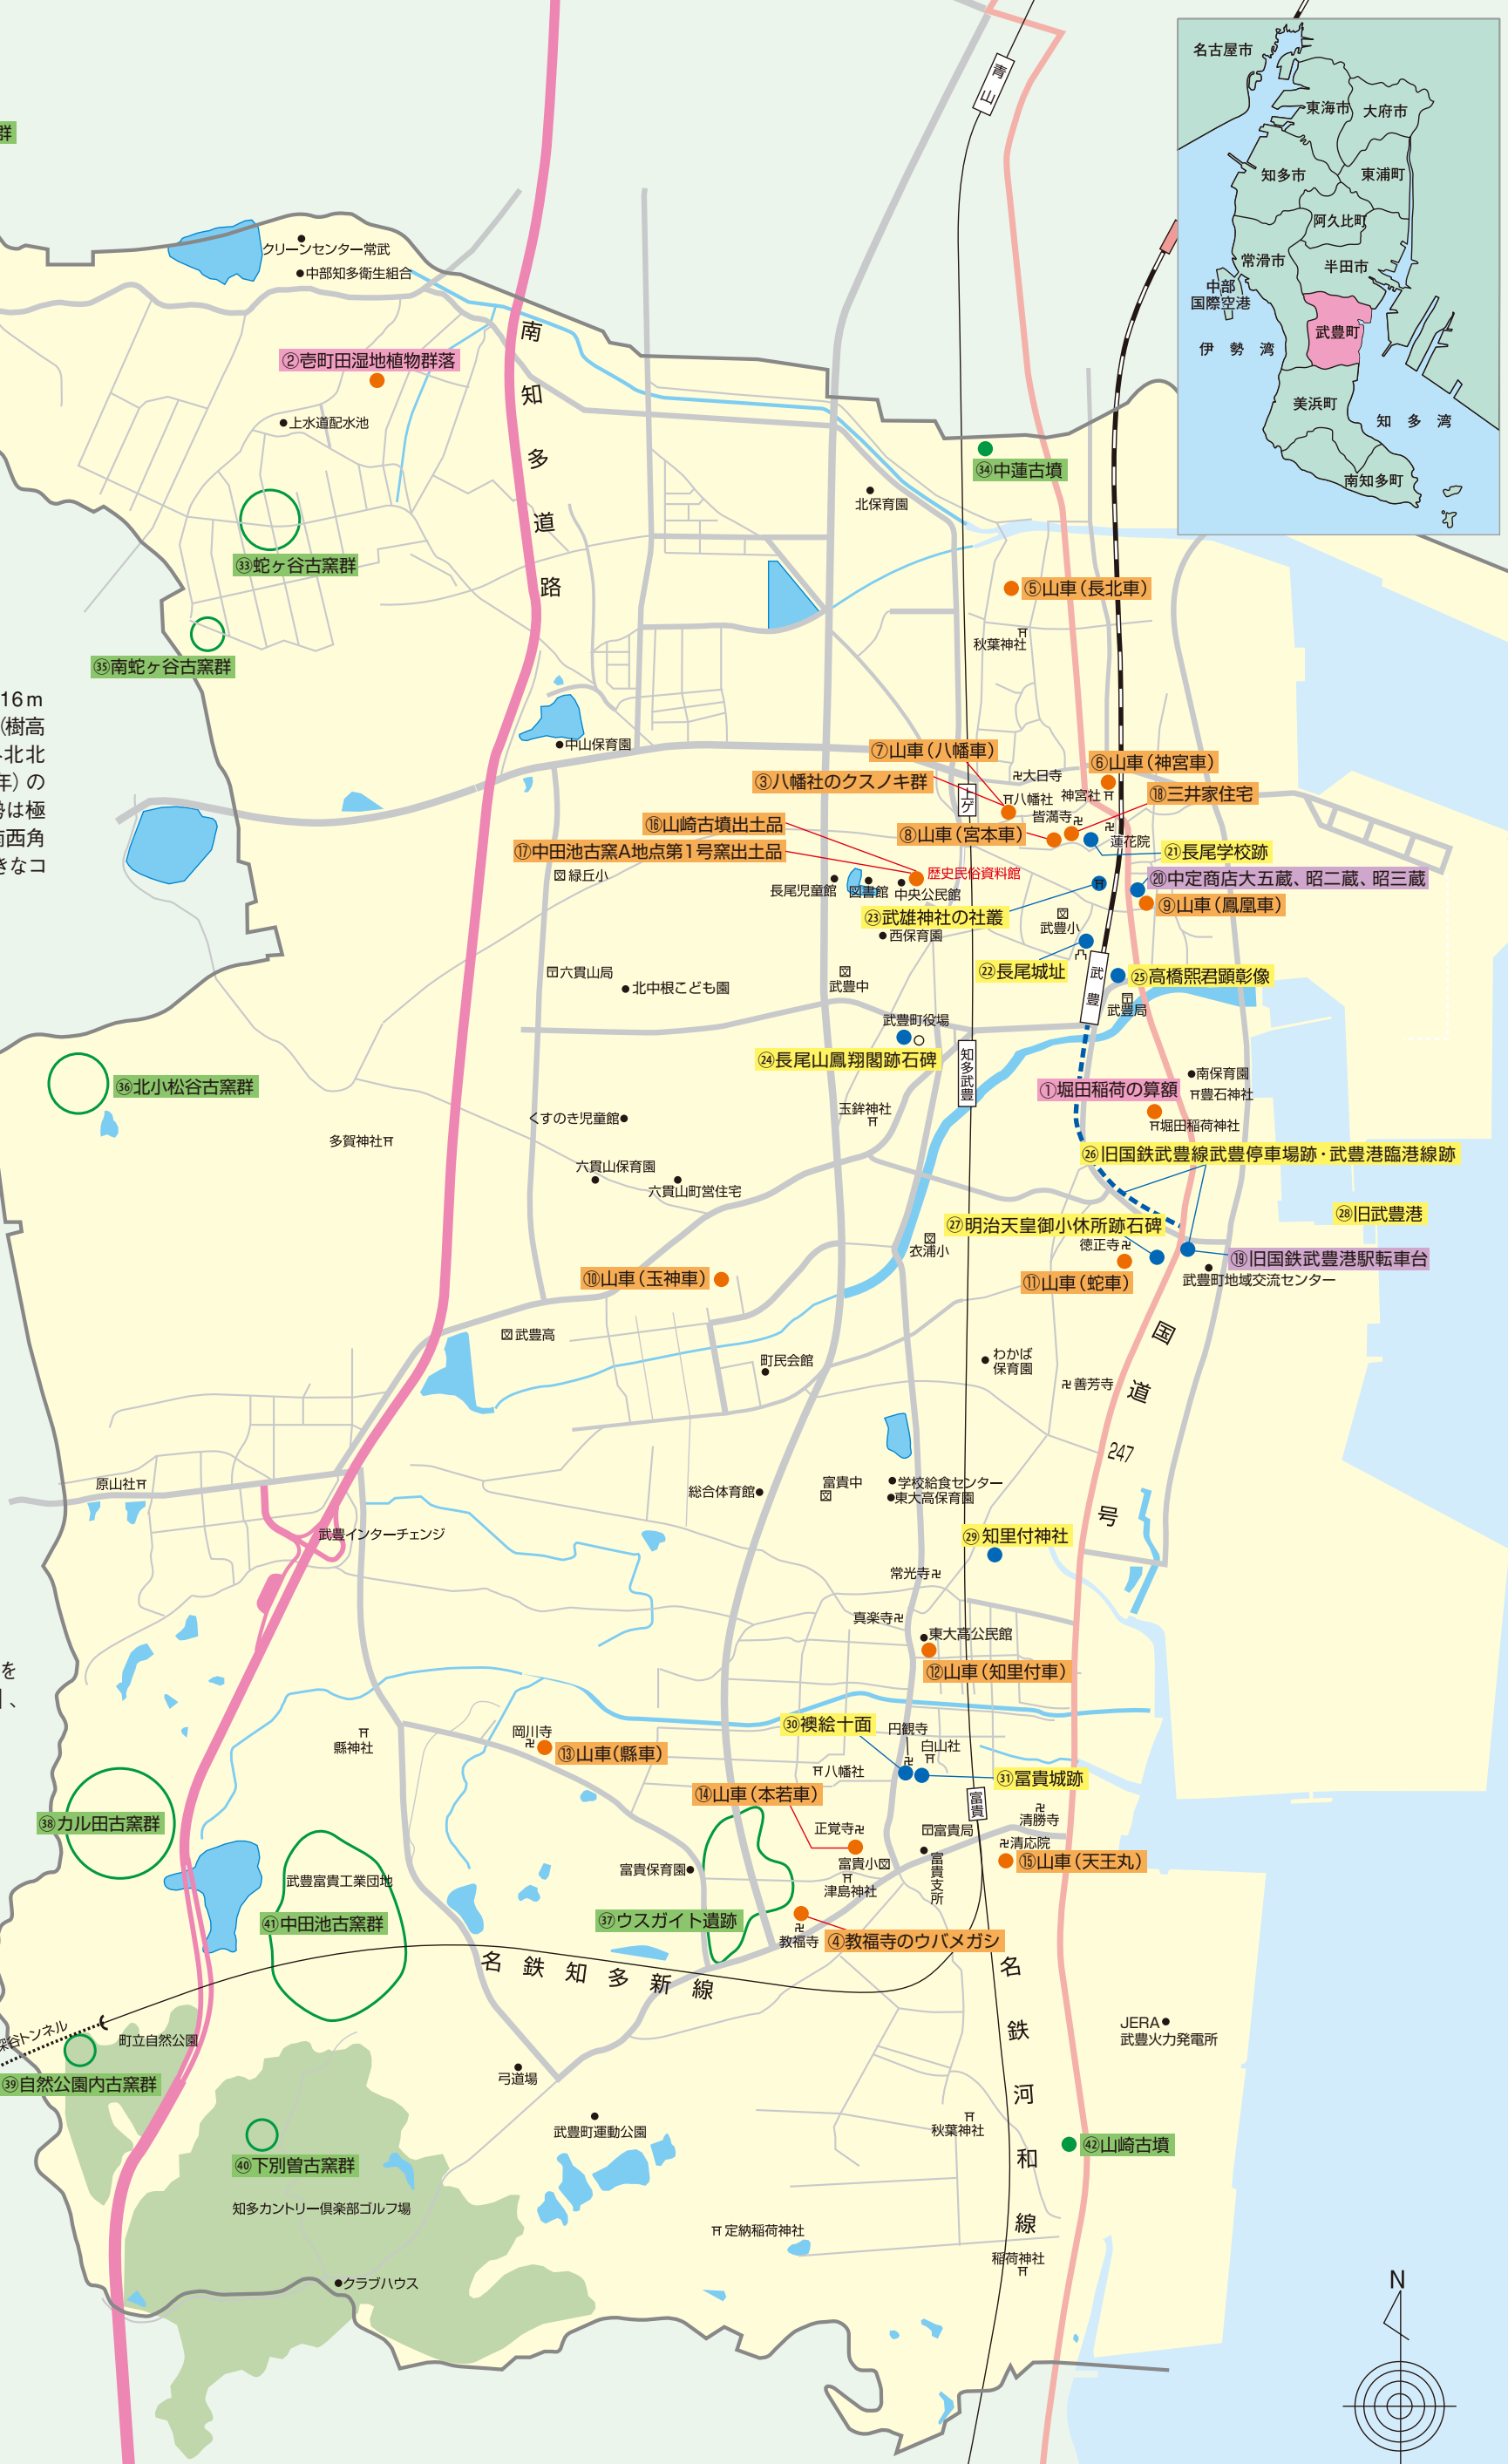 青山
名古屋市
東海市
大府市
知多市
東浦町
阿久比町
常滑市
半田市
中部
国際空港
武豊町
伊勢湾
美浜町
知多湾
南知多町
群
クリーンセンター常武
中部知多衛生組合
南知多道路
②壱町田湿地植物群落
上水道配水池
㉞中蓮古墳
北保育園
㉝蛇ヶ谷古窯群
⑤山車(長北車)
秋葉神社
㉟南蛇ヶ谷古窯群
16m
(樹高
北北
年)の
勢は極
南西角
きなコ
中山保育園
⑦山車(八幡車)
⑥山車(神宮車)
③八幡社のクスノキ群
大日寺
上ゲ
八幡社
神宮社
⑱三井家住宅
皆満寺
⑯山崎古墳出土品
⑧山車(宮本車)
蓮花院
⑰中田池古窯A地点第1号窯出土品
㉑長尾学校跡
緑丘小
歴史民俗資料館
⑳中定商店大五蔵、昭二蔵、昭三蔵
長尾児童館
図書館
中央公民館
⑨山車(鳳凰車)
㉓武雄神社の社叢
武豊小
西保育園
六貫山局
北中根こども園
武豊中
㉒長尾城址
武豊
㉕高橋熙君顕彰像
武豊局
武豊町役場
㉔長尾山鳳翔閣跡石碑
知多武豊
㊱北小松谷古窯群
南保育園
①堀田稲荷の算額
豊石神社
くすのき児童館
玉鉾神社
堀田稲荷神社
多賀神社
㉖旧国鉄武豊線武豊停車場跡・武豊港臨港線跡
六貫山保育園
六貫山町営住宅
㉘旧武豊港
㉗明治天皇御小休所跡石碑
衣浦小
徳正寺
⑲旧国鉄武豊港駅転車台
⑩山車(玉神車)
⑪山車(蛇車)
武豊町地域交流センター
武豊高
国道247号
わかば
保育園
町民会館
善芳寺
原山社
総合体育館
富貴中
学校給食センター
東大高保育園
武豊インターチェンジ
㉙知里付神社
常光寺
真楽寺
東大高公民館
を
、
⑫山車(知里付車)
㉚襖絵十面
円観寺
岡川寺
縣神社
⑬山車(縣車)
白山社
八幡社
㉛冨貴城跡
⑭山車(本若車)
富貴
㊳カル田古窯群
清勝寺
正覚寺
富貴局
清応院
富貴小
⑮山車(天王丸)
富貴保育園
武豊富貴工業団地
富貴支所
津島神社
㊶中田池古窯群
㊲ウスガイト遺跡
教福寺
④教福寺のウバメガシ
名鉄知多新線
名鉄河和線
深谷トンネル
町立自然公園
JERA
武豊火力発電所
㊴自然公園内古窯群
弓道場
武豊町運動公園
秋葉神社
㊷山崎古墳
㊵下別曽古窯群
知多カントリー倶楽部ゴルフ場
定納稲荷神社
稲荷神社
クラブハウス
N